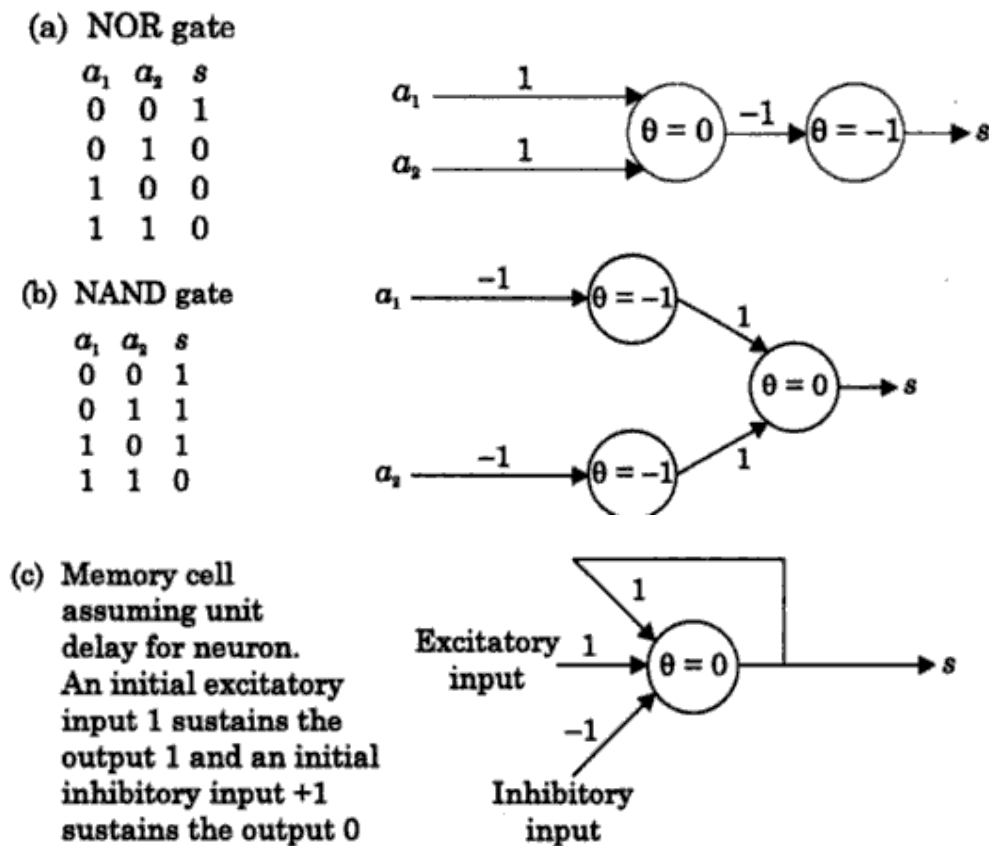 (a) NOR gate
a₁ a₂ s
0 0 1
0 1 0
1 0 0
1 1 0
a₁ 1
a₂ 1
θ = 0
–1
θ = –1
s
(b) NAND gate
a₁ a₂ s
0 0 1
0 1 1
1 0 1
1 1 0
a₁ –1
θ = –1
1
a₂ –1
θ = –1
1
θ = 0
s
(c) Memory cell
assuming unit
delay for neuron.
An initial excitatory
input 1 sustains the
output 1 and an initial
inhibitory input +1
sustains the output 0
1
Excitatory
input
1
θ = 0
s
–1
Inhibitory
input